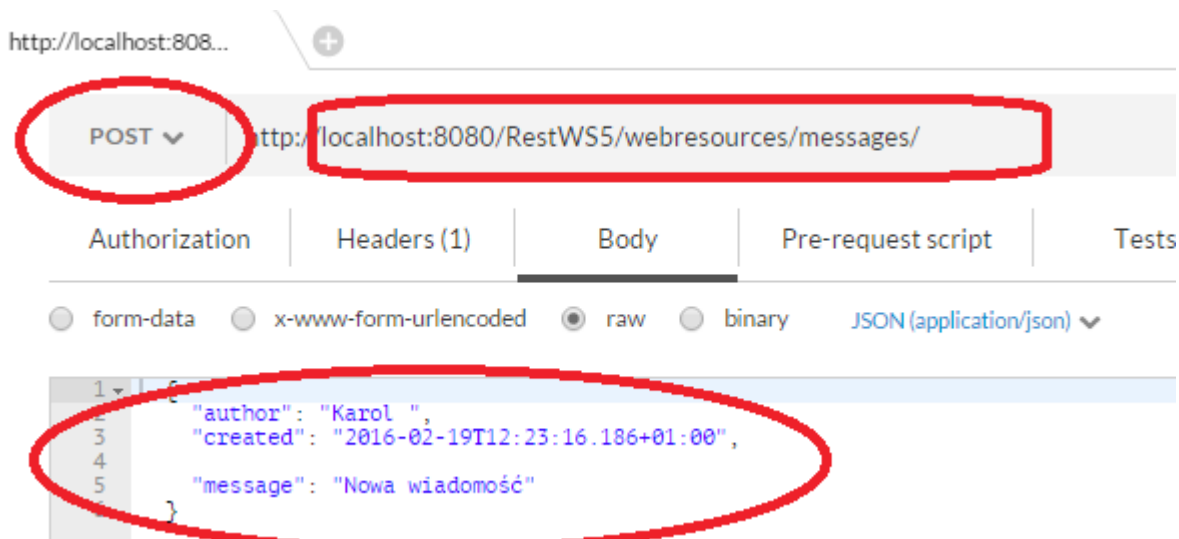 http://localhost:808...
POST http://localhost:8080/RestWS5/webresources/messages/
Authorization Headers (1) Body Pre-request script Tests
form-data x-www-form-urlencoded raw binary JSON (application/json)
1 {
2 "author": "Karol ",
3 "created": "2016-02-19T12:23:16.186+01:00",
4
5 "message": "Nowa wiadomość"
}